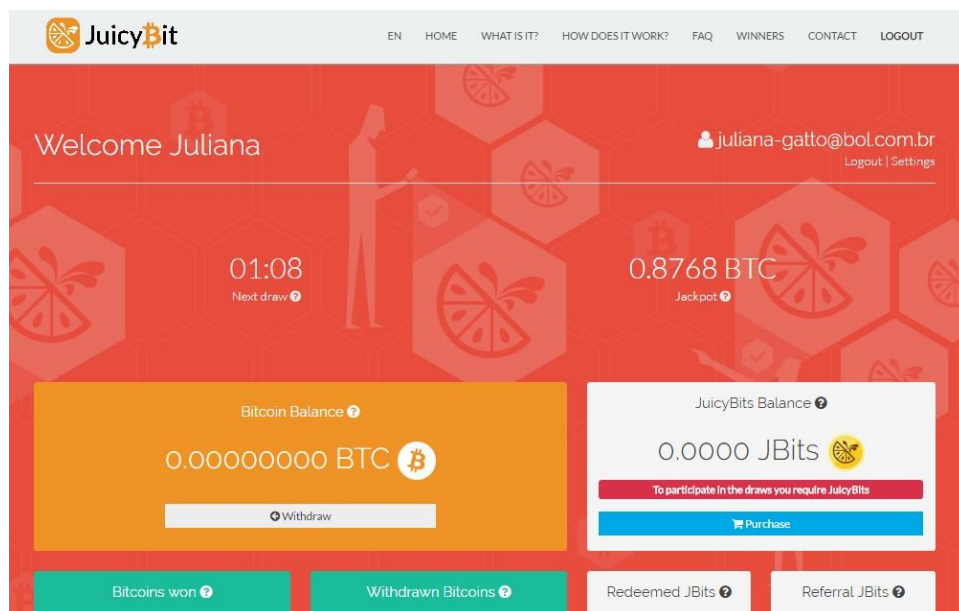 JuicyBit EN HOME WHAT IS IT? HOW DOES IT WORK? FAQ WINNERS CONTACT LOGOUT
Welcome Juliana
juliana-gatto@bol.com.br
Logout | Settings
01:08
Next draw
0.8768 BTC
Jackpot
Bitcoin Balance
0.00000000 BTC
Withdraw
JuicyBits Balance
0.0000 JBits
To participate in the draws you require JuicyBits
Purchase
Bitcoins won
Withdrawn Bitcoins
Redeemed JBits
Referral JBits